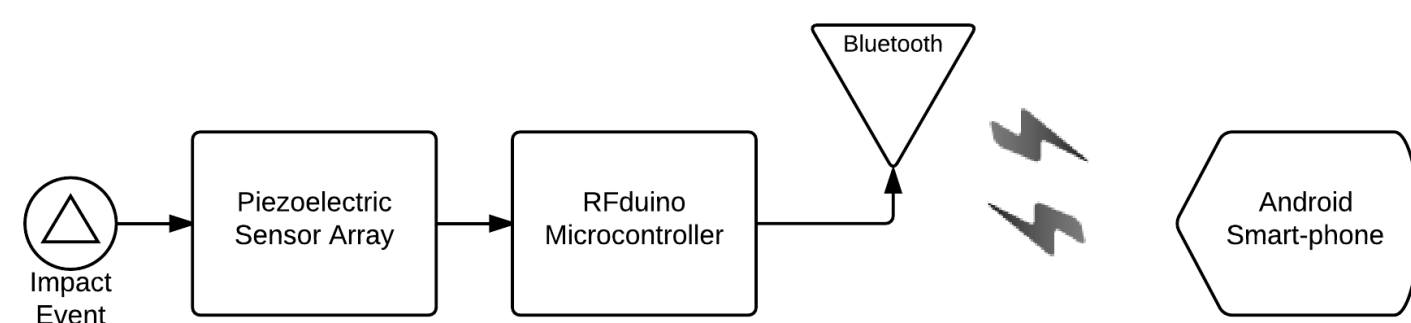 Bluetooth
Piezoelectric
Sensor Array
RFduino
Microcontroller
Android
Smart-phone
Impact
Event